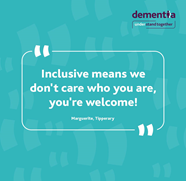 dementia
understand together
Inclusive means we
don't care who you are,
you're welcome!
Marguerite, Tipperary